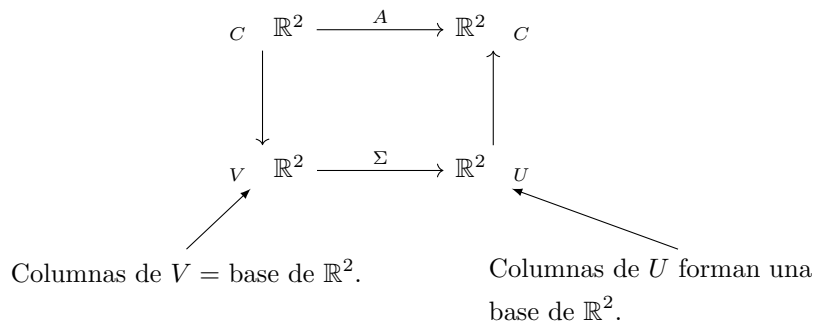 C ℝ² A ℝ² C
V ℝ² Σ ℝ² U
Columnas de V = base de ℝ².
Columnas de U forman una
base de ℝ².